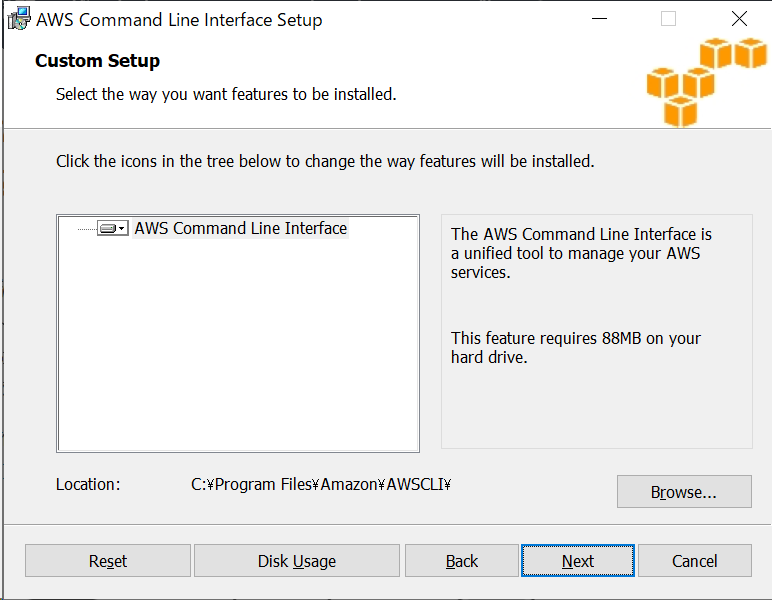 AWS Command Line Interface Setup
Custom Setup
Select the way you want features to be installed.
Click the icons in the tree below to change the way features will be installed.
AWS Command Line Interface
The AWS Command Line Interface is
a unified tool to manage your AWS
services.
This feature requires 88MB on your
hard drive.
Location: C:¥Program Files¥Amazon¥AWSCLI¥
Browse...
Reset Disk Usage Back Next Cancel